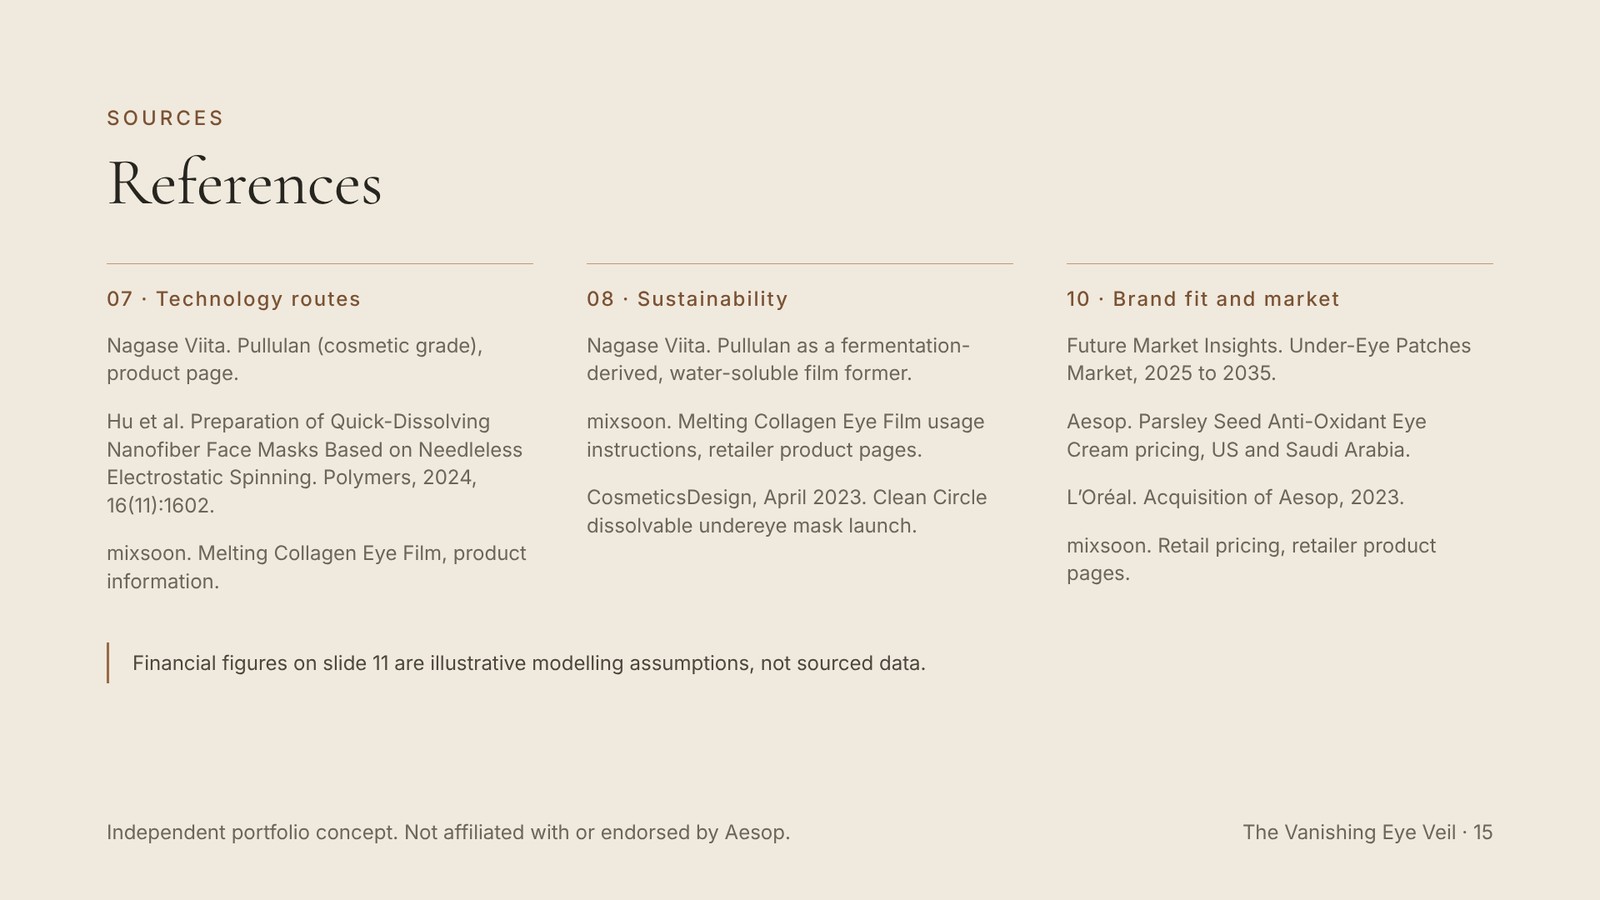 SOURCES
References
07 · Technology routes
Nagase Viita. Pullulan (cosmetic grade),
product page.
Hu et al. Preparation of Quick-Dissolving
Nanofiber Face Masks Based on Needleless
Electrostatic Spinning. Polymers, 2024,
16(11):1602.
mixsoon. Melting Collagen Eye Film, product
information.
08 · Sustainability
Nagase Viita. Pullulan as a fermentation-
derived, water-soluble film former.
mixsoon. Melting Collagen Eye Film usage
instructions, retailer product pages.
CosmeticsDesign, April 2023. Clean Circle
dissolvable undereye mask launch.
10 · Brand fit and market
Future Market Insights. Under-Eye Patches
Market, 2025 to 2035.
Aesop. Parsley Seed Anti-Oxidant Eye
Cream pricing, US and Saudi Arabia.
L’Oréal. Acquisition of Aesop, 2023.
mixsoon. Retail pricing, retailer product
pages.
Financial figures on slide 11 are illustrative modelling assumptions, not sourced data.
Independent portfolio concept. Not affiliated with or endorsed by Aesop.
The Vanishing Eye Veil · 15